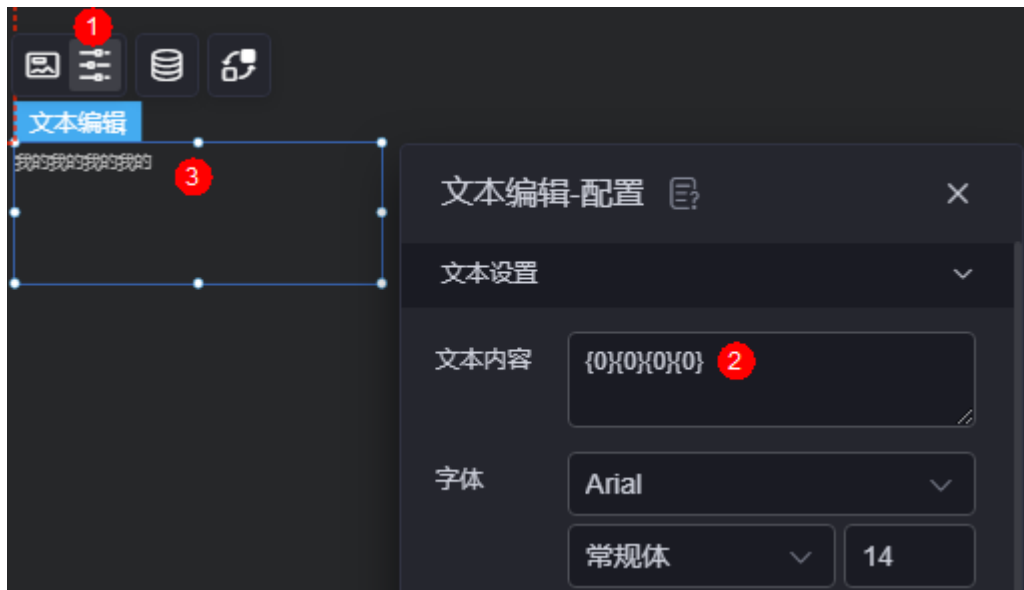 1
文本编辑
我的我的我的我的
3
文本编辑-配置
文本设置
文本内容
{0}{0}{0}{0}
2
字体
Arial
常规体
14